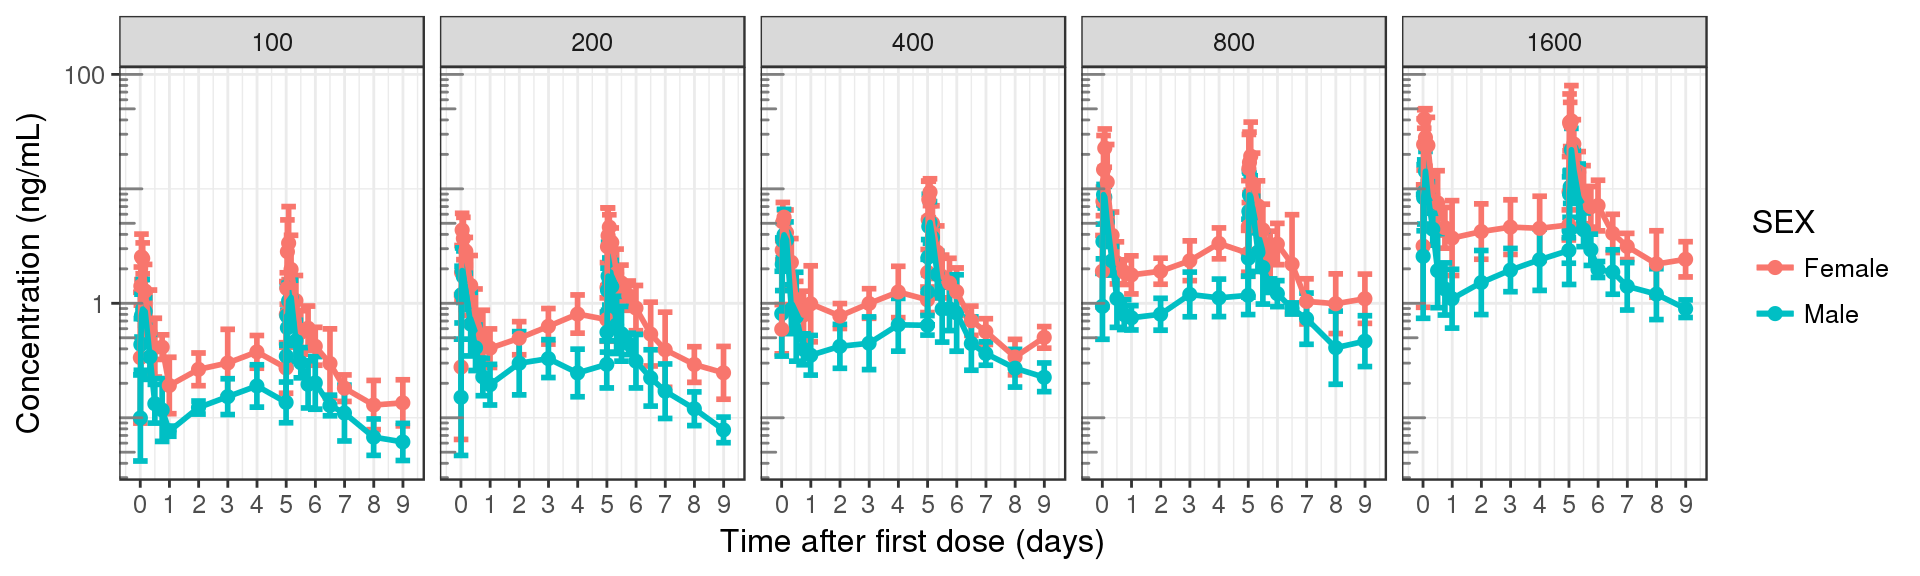 100 200 400 800 1600
100
1
Concentration (ng/mL)
0 1 2 3 4 5 6 7 8 9 0 1 2 3 4 5 6 7 8 9 0 1 2 3 4 5 6 7 8 9 0 1 2 3 4 5 6 7 8 9 0 1 2 3 4 5 6 7 8 9
Time after first dose (days)
SEX
Female
Male